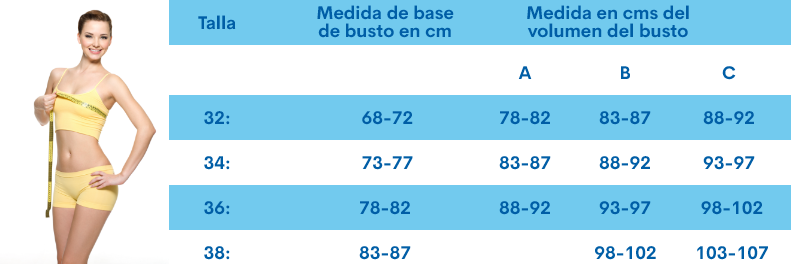 Talla Medida de base de busto en cm Medida en cms del volumen del busto
A B C
32: 68-72 78-82 83-87 88-92
34: 73-77 83-87 88-92 93-97
36: 78-82 88-92 93-97 98-102
38: 83-87 98-102 103-107